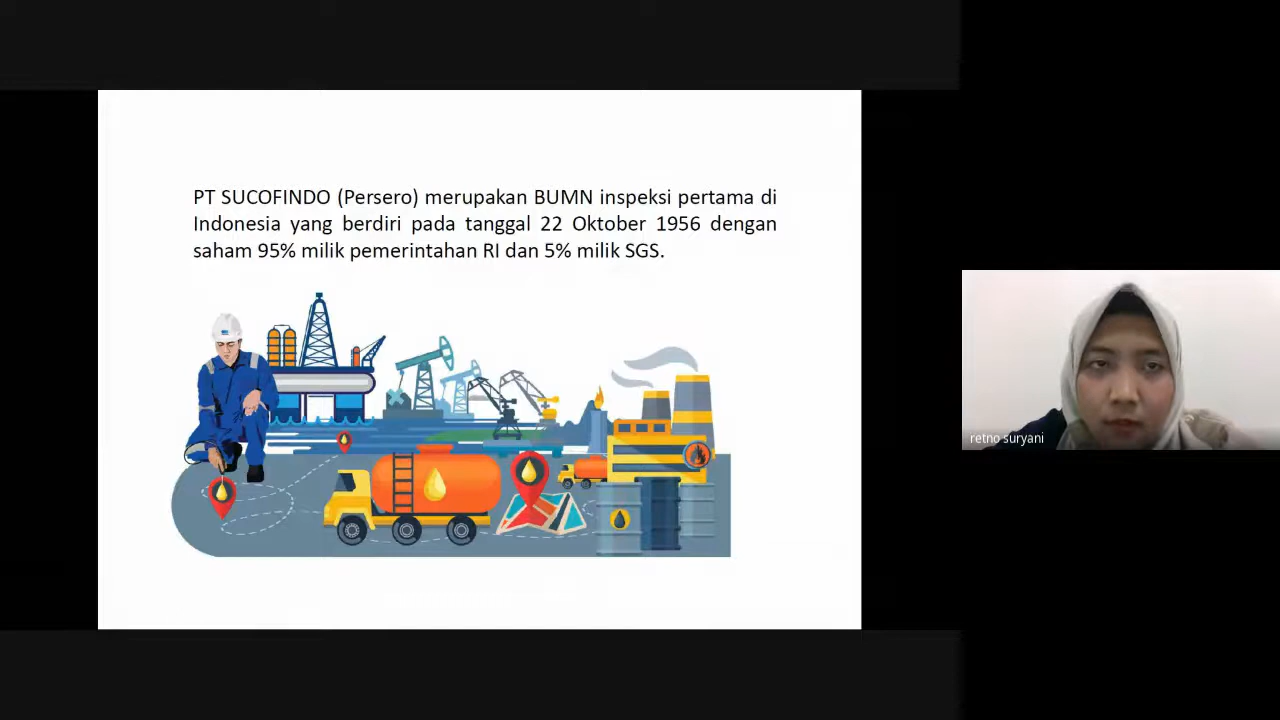 PT SUCOFINDO (Persero) merupakan BUMN inspeksi pertama di
Indonesia yang berdiri pada tanggal 22 Oktober 1956 dengan
saham 95% milik pemerintahan RI dan 5% milik SGS.
retno suryani